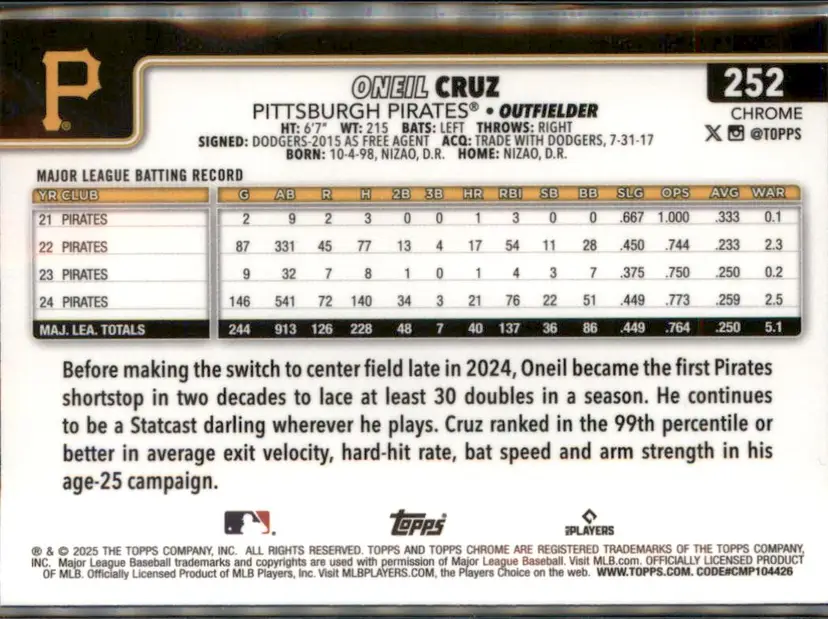 P
ONEIL CRUZ
252
PITTSBURGH PIRATES® • OUTFIELDER
CHROME
HT: 6'7" WT: 215 BATS: LEFT THROWS: RIGHT
SIGNED: DODGERS-2015 AS FREE AGENT ACQ: TRADE WITH DODGERS, 7-31-17
@TOPPS
BORN: 10-4-98, NIZAO, D.R. HOME: NIZAO, D.R.
MAJOR LEAGUE BATTING RECORD
YR CLUB G AB R H 2B 3B HR RBI SB BB SLG OPS AVG WAR
21 PIRATES 2 9 2 3 0 0 1 3 0 0 .667 1.000 .333 0.1
22 PIRATES 87 331 45 77 13 4 17 54 11 28 .450 .744 .233 2.3
23 PIRATES 9 32 7 8 1 0 1 4 3 7 .375 .750 .250 0.2
24 PIRATES 146 541 72 140 34 3 21 76 22 51 .449 .773 .259 2.5
MAJ. LEA. TOTALS 244 913 126 228 48 7 40 137 36 86 .449 .764 .250 5.1
Before making the switch to center field late in 2024, Oneil became the first Pirates
shortstop in two decades to lace at least 30 doubles in a season. He continues
to be a Statcast darling wherever he plays. Cruz ranked in the 99th percentile or
better in average exit velocity, hard-hit rate, bat speed and arm strength in his
age-25 campaign.
Topps
PLAYERS
® & © 2025 THE TOPPS COMPANY, INC. ALL RIGHTS RESERVED. TOPPS AND TOPPS CHROME ARE REGISTERED TRADEMARKS OF THE TOPPS COMPANY,
INC. Major League Baseball trademarks and copyrights are used with permission of Major League Baseball. Visit MLB.com. OFFICIALLY LICENSED PRODUCT
OF MLB. Officially Licensed Product of MLB Players, Inc. Visit MLBPLAYERS.COM, the Players Choice on the web. WWW.TOPPS.COM. CODE#CMP104426